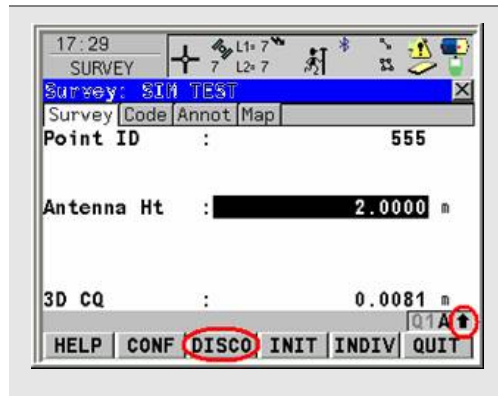 17:29
SURVEY
7 L1= 7
L2= 7
Survey: SIM TEST
Survey Code Annot Map
Point ID : 555
Antenna Ht : 2.0000 m
3D CQ : 0.0081 m
Q1 A
HELP CONF DISCO INIT INDIV QUIT